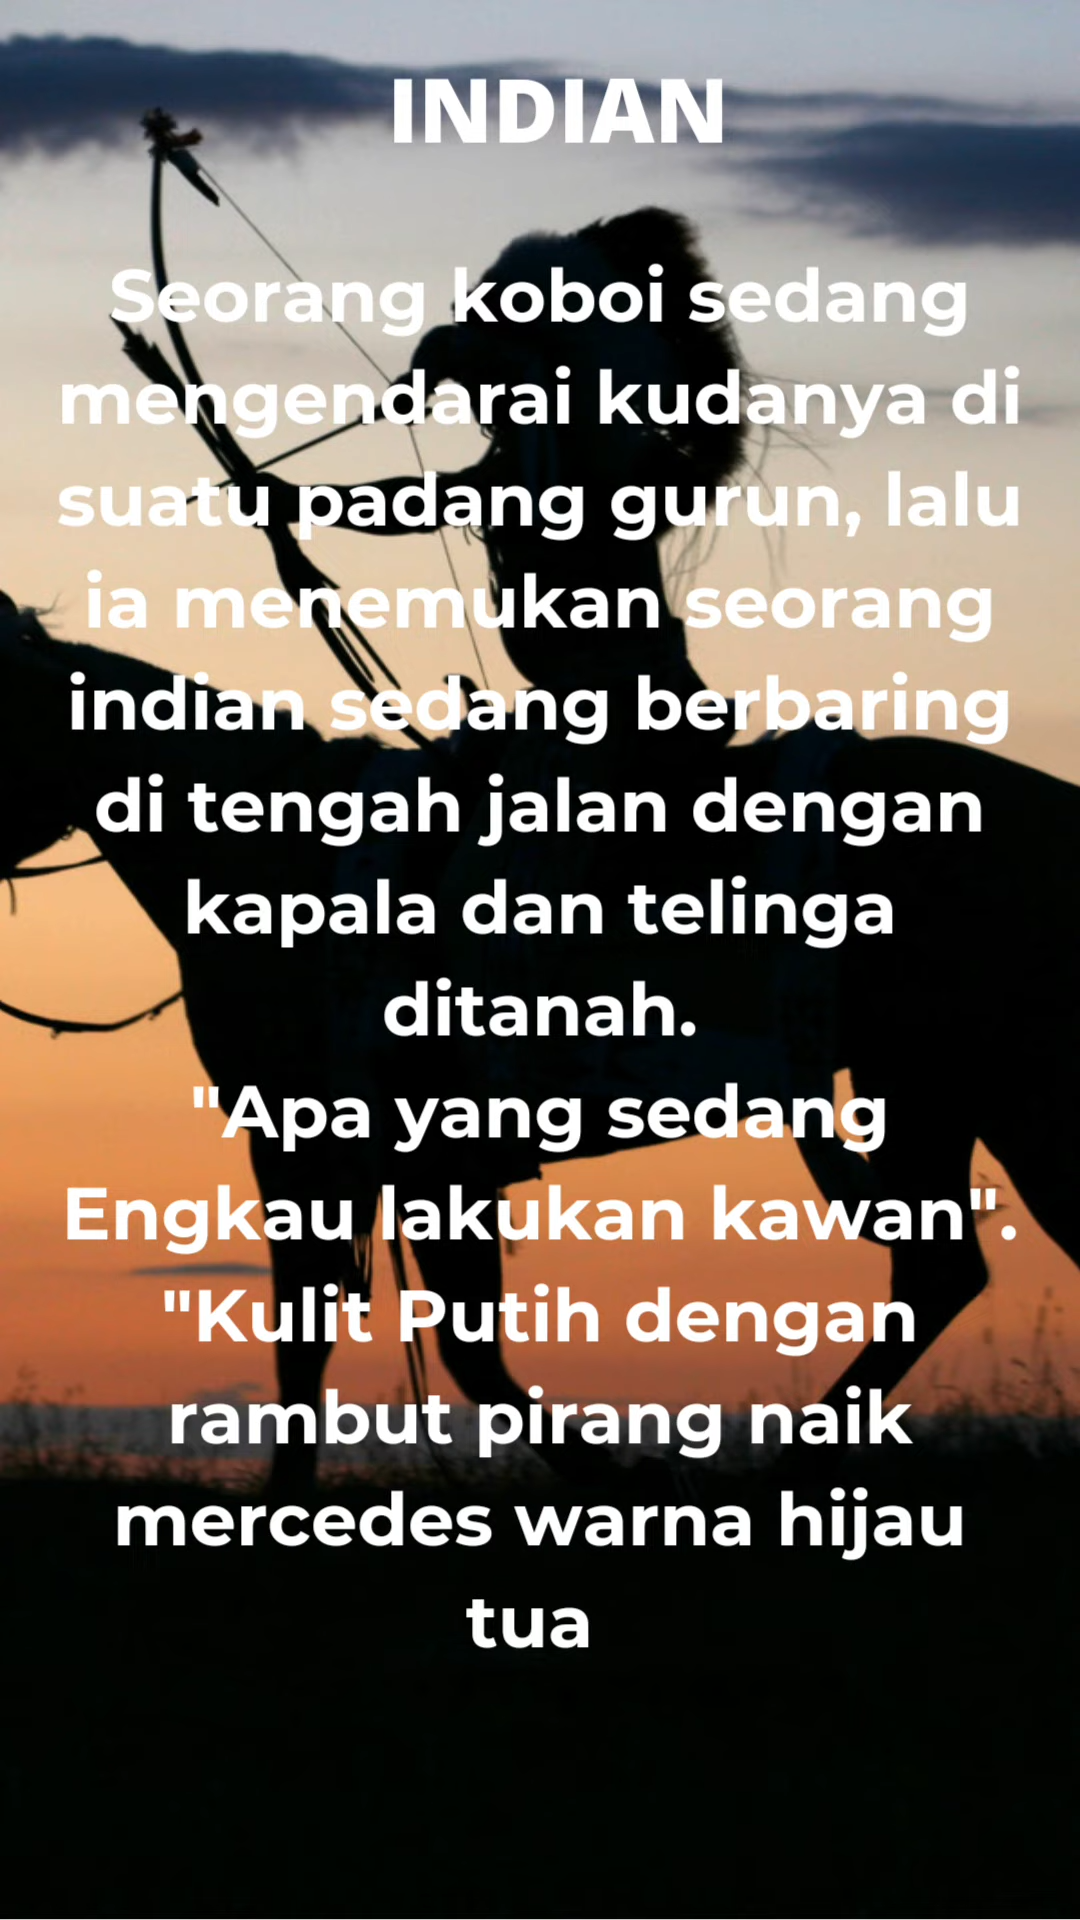 INDIAN
Seorang koboi sedang
mengendarai kudanya di
suatu padang gurun, lalu
ia menemukan seorang
indian sedang berbaring
di tengah jalan dengan
kapala dan telinga
ditanah.
"Apa yang sedang
Engkau lakukan kawan".
"Kulit Putih dengan
rambut pirang naik
mercedes warna hijau
tua